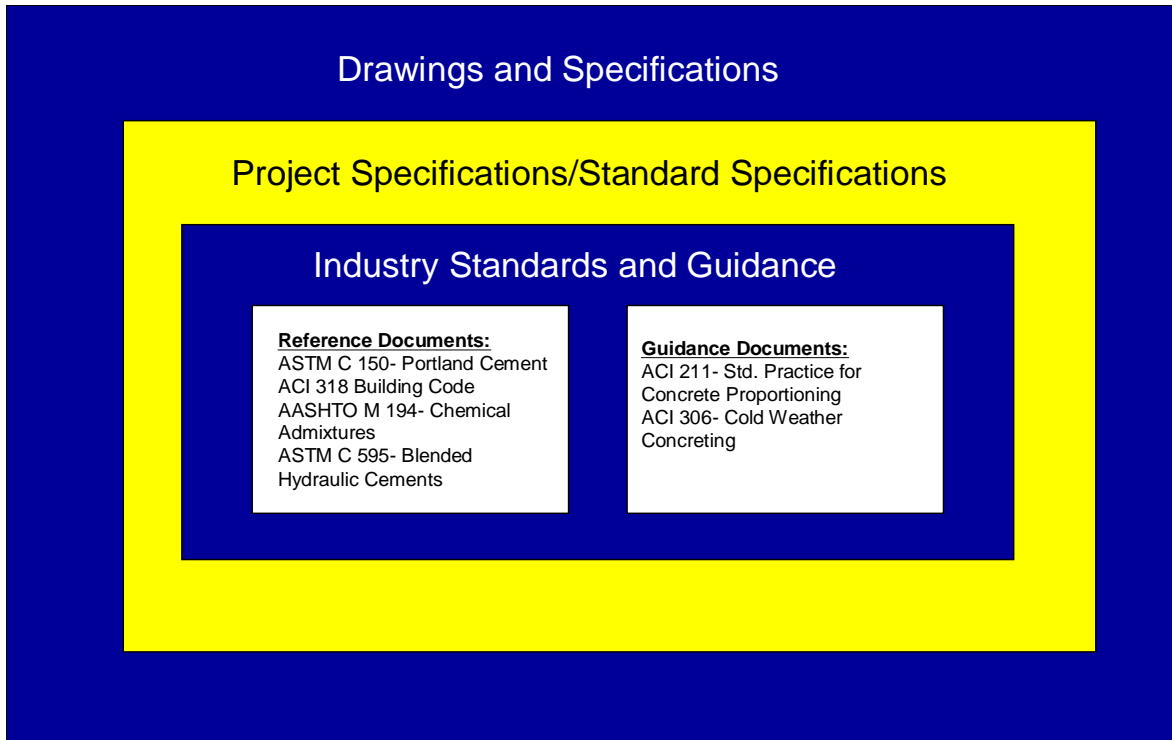 Drawings and Specifications
Project Specifications/Standard Specifications
Industry Standards and Guidance
Reference Documents:
ASTM C 150- Portland Cement
ACI 318 Building Code
AASHTO M 194- Chemical
Admixtures
ASTM C 595- Blended
Hydraulic Cements
Guidance Documents:
ACI 211- Std. Practice for
Concrete Proportioning
ACI 306- Cold Weather
Concreting